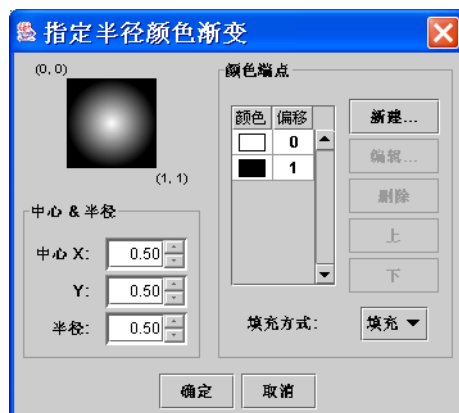 指定半径颜色渐变
(0, 0)
(1, 1)
中心 & 半径
中心 X: 0.50
Y: 0.50
半径: 0.50
颜色端点
颜色 偏移
0
1
新建...
编辑...
删除
上
下
填充方式: 填充
确定 取消